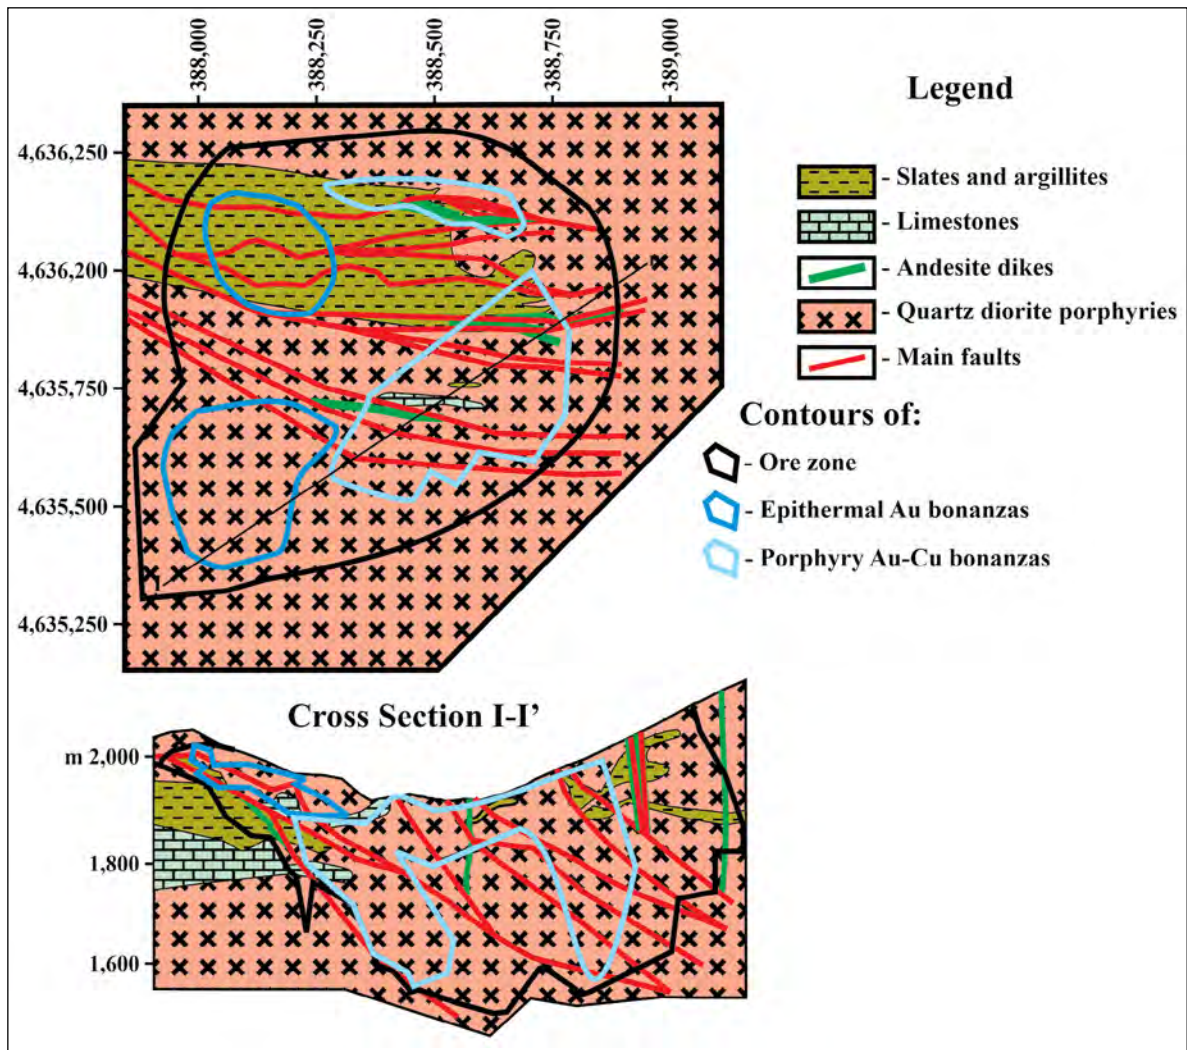 388,000
388,250
388,500
388,750
389,000
4,636,250
4,636,200
4,635,750
4,635,500
4,635,250
I
Legend
- Slates and argillites
- Limestones
- Andesite dikes
- Quartz diorite porphyries
- Main faults
Contours of:
- Ore zone
- Epithermal Au bonanzas
- Porphyry Au-Cu bonanzas
Cross Section I-I’
m 2,000
1,800
1,600